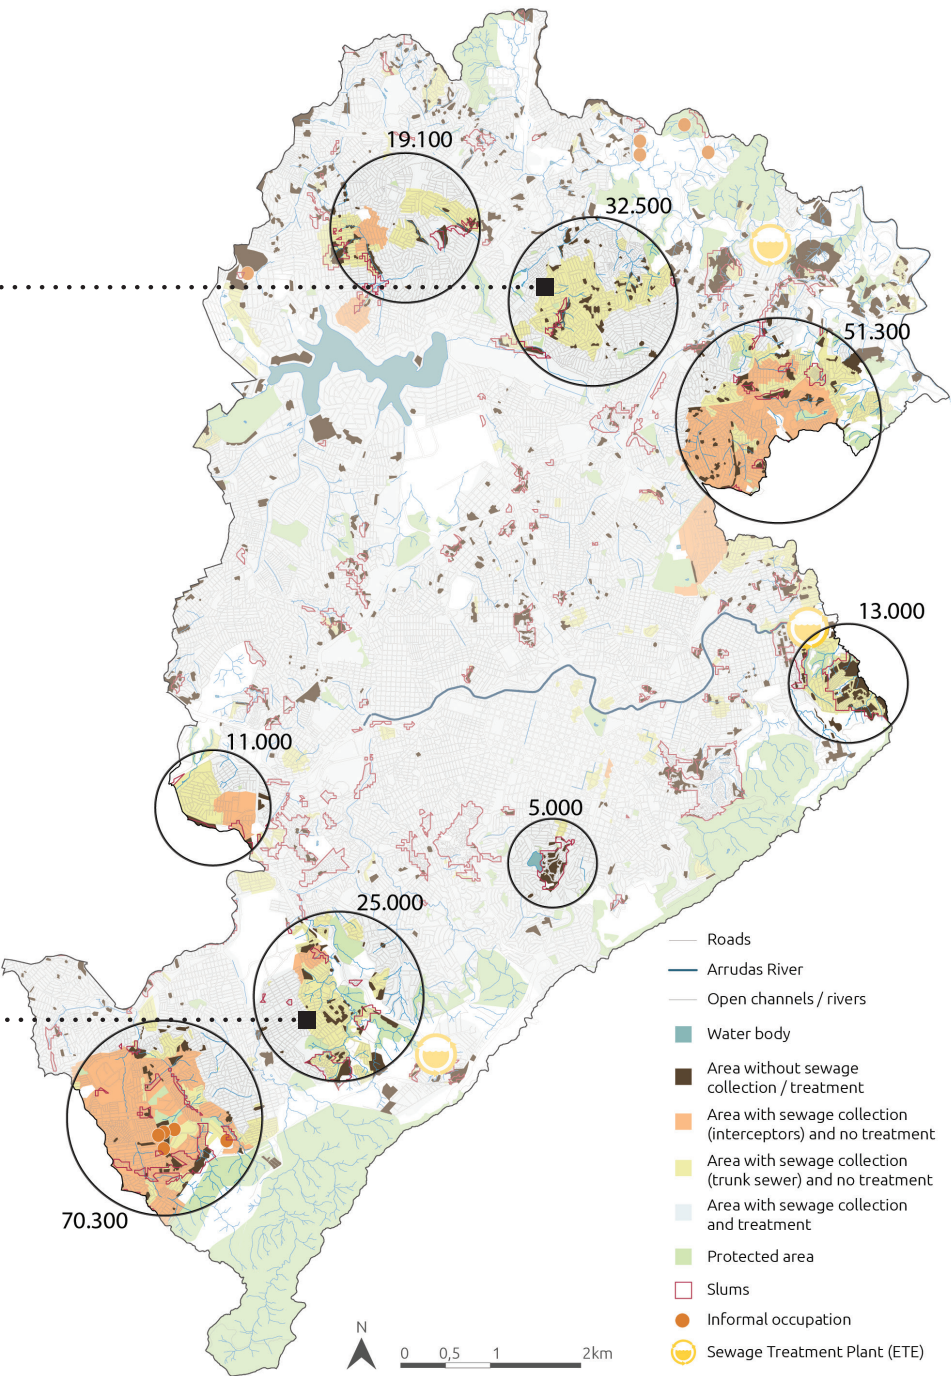 19.100
32.500
51.300
13.000
11.000
5.000
25.000
70.300
Roads
Arrudas River
Open channels / rivers
Water body
Area without sewage
collection / treatment
Area with sewage collection
(interceptors) and no treatment
Area with sewage collection
(trunk sewer) and no treatment
Area with sewage collection
and treatment
Protected area
Slums
Informal occupation
Sewage Treatment Plant (ETE)
N
0 0,5 1 2km